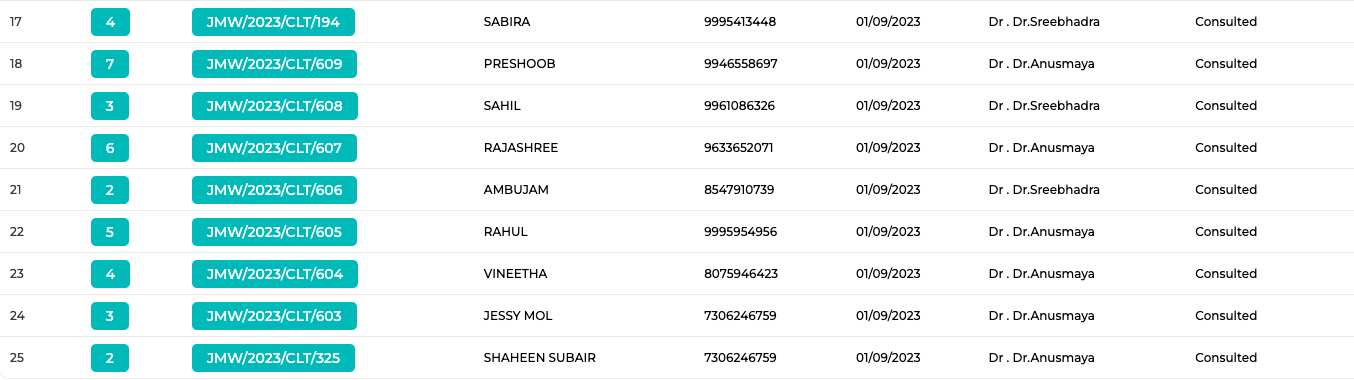 17 4 JMW/2023/CLT/194 SABIRA 9995413448 01/09/2023 Dr . Dr.Sreebhadra Consulted
18 7 JMW/2023/CLT/609 PRESHOOB 9946558697 01/09/2023 Dr . Dr.Anusmaya Consulted
19 3 JMW/2023/CLT/608 SAHIL 9961086326 01/09/2023 Dr . Dr.Sreebhadra Consulted
20 6 JMW/2023/CLT/607 RAJASHREE 9633652071 01/09/2023 Dr . Dr.Anusmaya Consulted
21 2 JMW/2023/CLT/606 AMBUJAM 8547910739 01/09/2023 Dr . Dr.Sreebhadra Consulted
22 5 JMW/2023/CLT/605 RAHUL 9995954956 01/09/2023 Dr . Dr.Anusmaya Consulted
23 4 JMW/2023/CLT/604 VINEETHA 8075946423 01/09/2023 Dr . Dr.Anusmaya Consulted
24 3 JMW/2023/CLT/603 JESSY MOL 7306246759 01/09/2023 Dr . Dr.Anusmaya Consulted
25 2 JMW/2023/CLT/325 SHAHEEN SUBAIR 7306246759 01/09/2023 Dr . Dr.Anusmaya Consulted